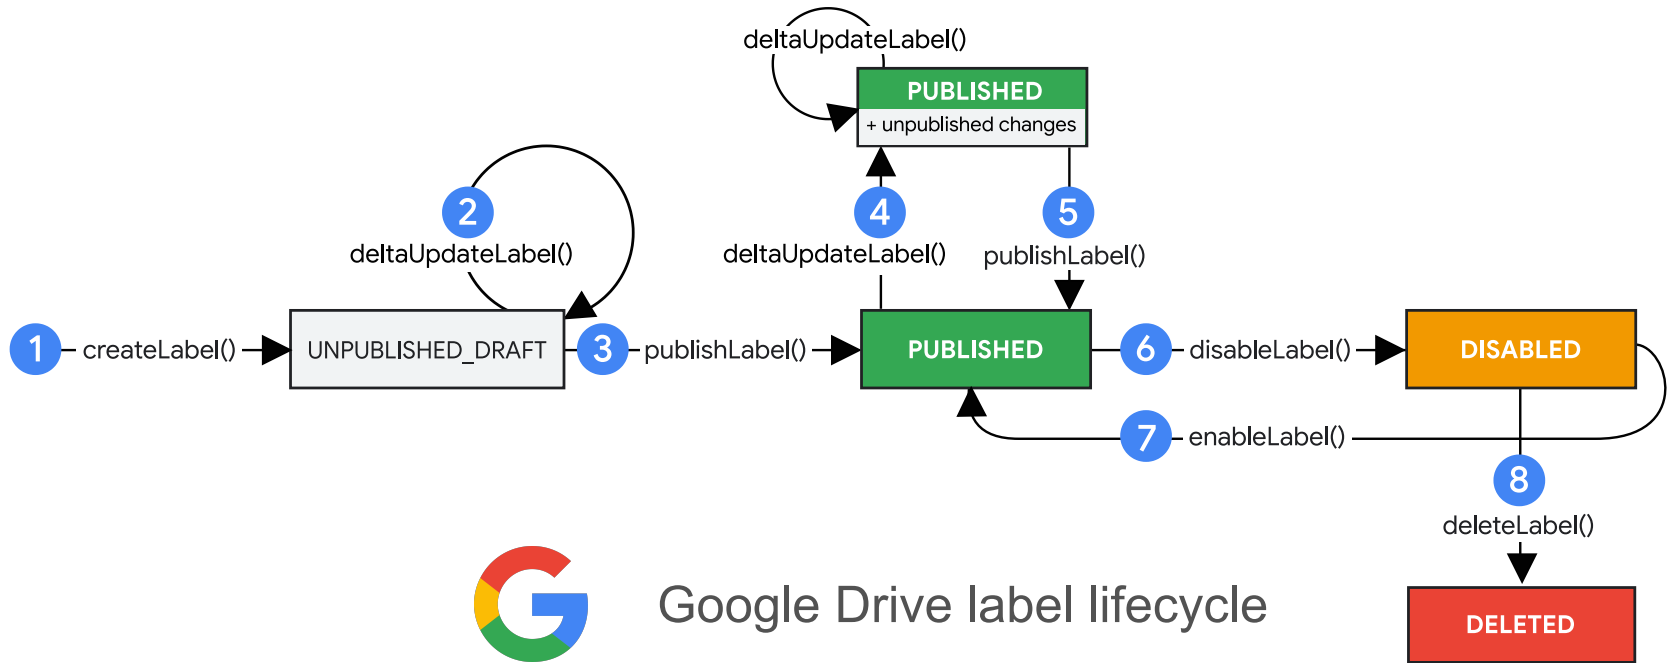 deltaUpdateLabel()
PUBLISHED
+ unpublished changes
2
4
5
deltaUpdateLabel()
deltaUpdateLabel()
publishLabel()
1
createLabel()
UNPUBLISHED_DRAFT
3
publishLabel()
PUBLISHED
6
disableLabel()
DISABLED
7
enableLabel()
8
deleteLabel()
Google Drive label lifecycle
DELETED